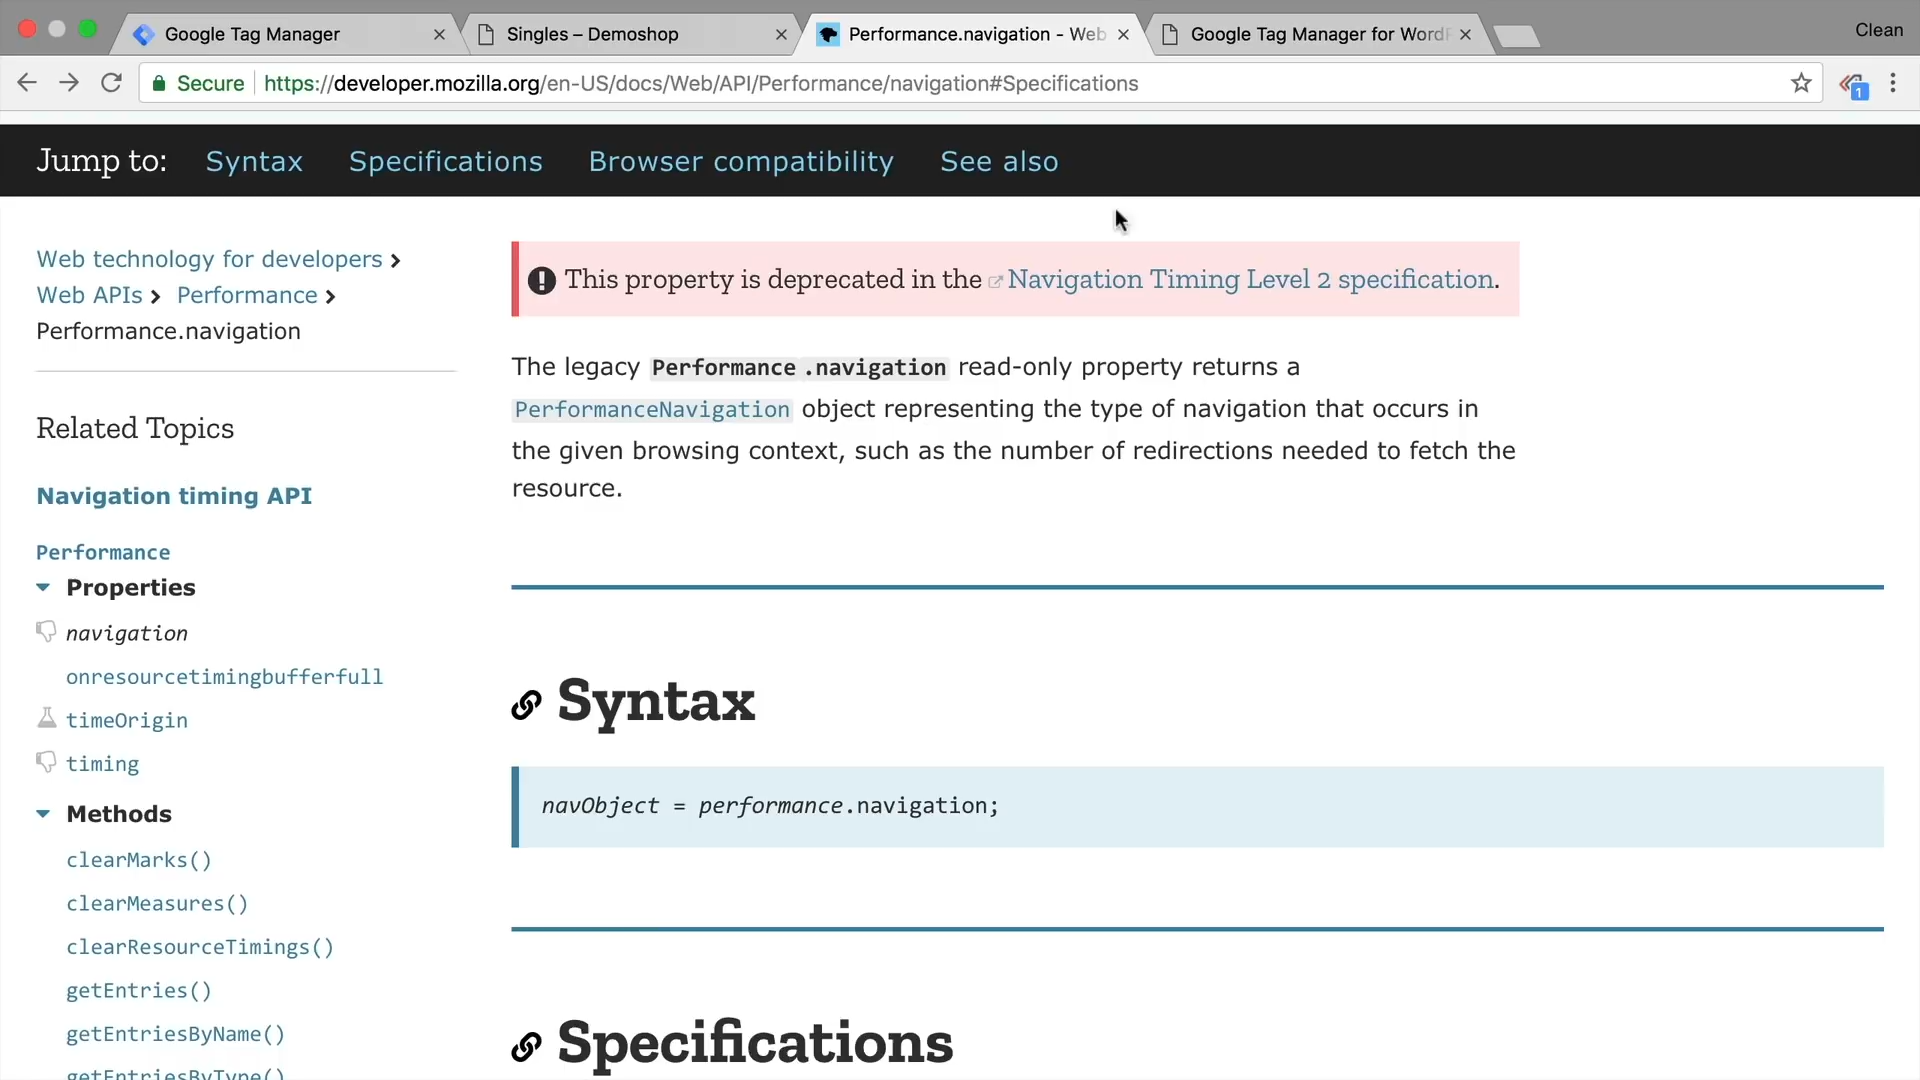 Google Tag Manager
Singles – Demoshop
Performance.navigation - Web
Google Tag Manager for WordP
Clean
Secure
https://developer.mozilla.org/en-US/docs/Web/API/Performance/navigation#Specifications
1
Jump to: Syntax Specifications Browser compatibility See also
Web technology for developers
Web APIs Performance
Performance.navigation
Related Topics
Navigation timing API
Performance
Properties
navigation
onresourcetimingbufferfull
timeOrigin
timing
Methods
clearMarks()
clearMeasures()
clearResourceTimings()
getEntries()
getEntriesByName()
getEntriesByType()
This property is deprecated in the Navigation Timing Level 2 specification.
The legacy Performance.navigation read-only property returns a
PerformanceNavigation object representing the type of navigation that occurs in
the given browsing context, such as the number of redirections needed to fetch the
resource.
Syntax
navObject = performance.navigation;
Specifications